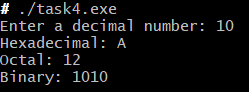 # ./task4.exe
Enter a decimal number: 10
Hexadecimal: A
Octal: 12
Binary: 1010